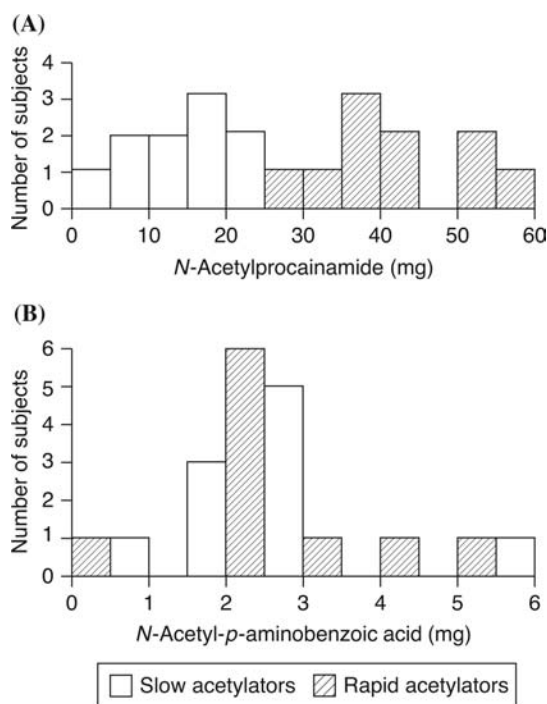 (A)
Number of subjects
4
3
2
1
0
0 10 20 30 40 50 60
N-Acetylprocainamide (mg)
(B)
Number of subjects
6
5
4
3
2
1
0
0 1 2 3 4 5 6
N-Acetyl-p-aminobenzoic acid (mg)
Slow acetylators Rapid acetylators